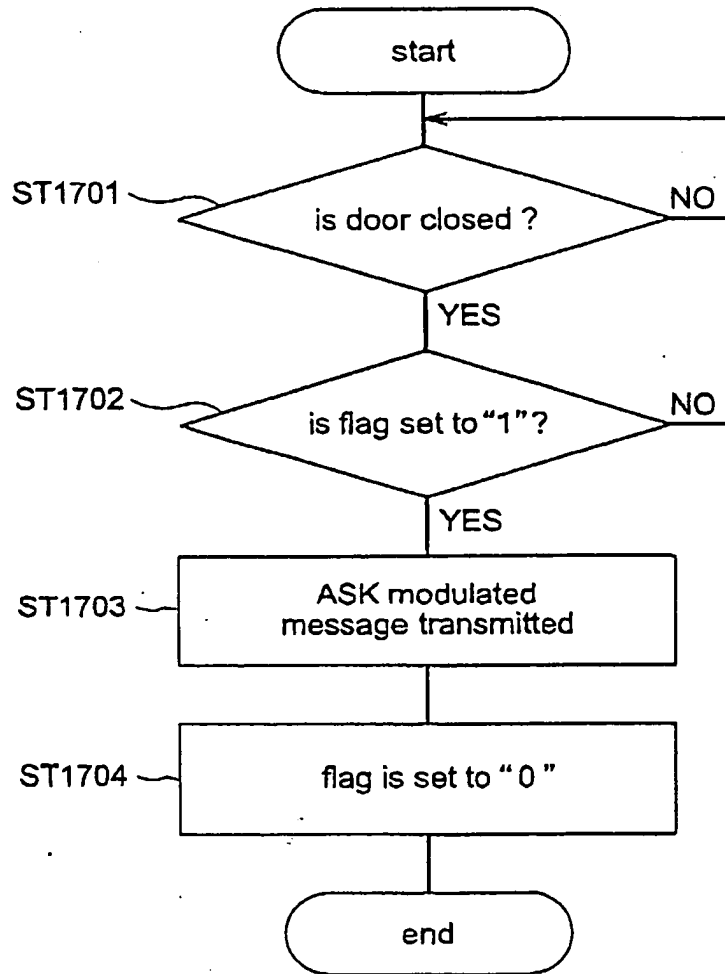 start
ST1701
is door closed ?
NO
YES
ST1702
is flag set to "1"?
NO
YES
ST1703
ASK modulated
message transmitted
ST1704
flag is set to " 0 "
end